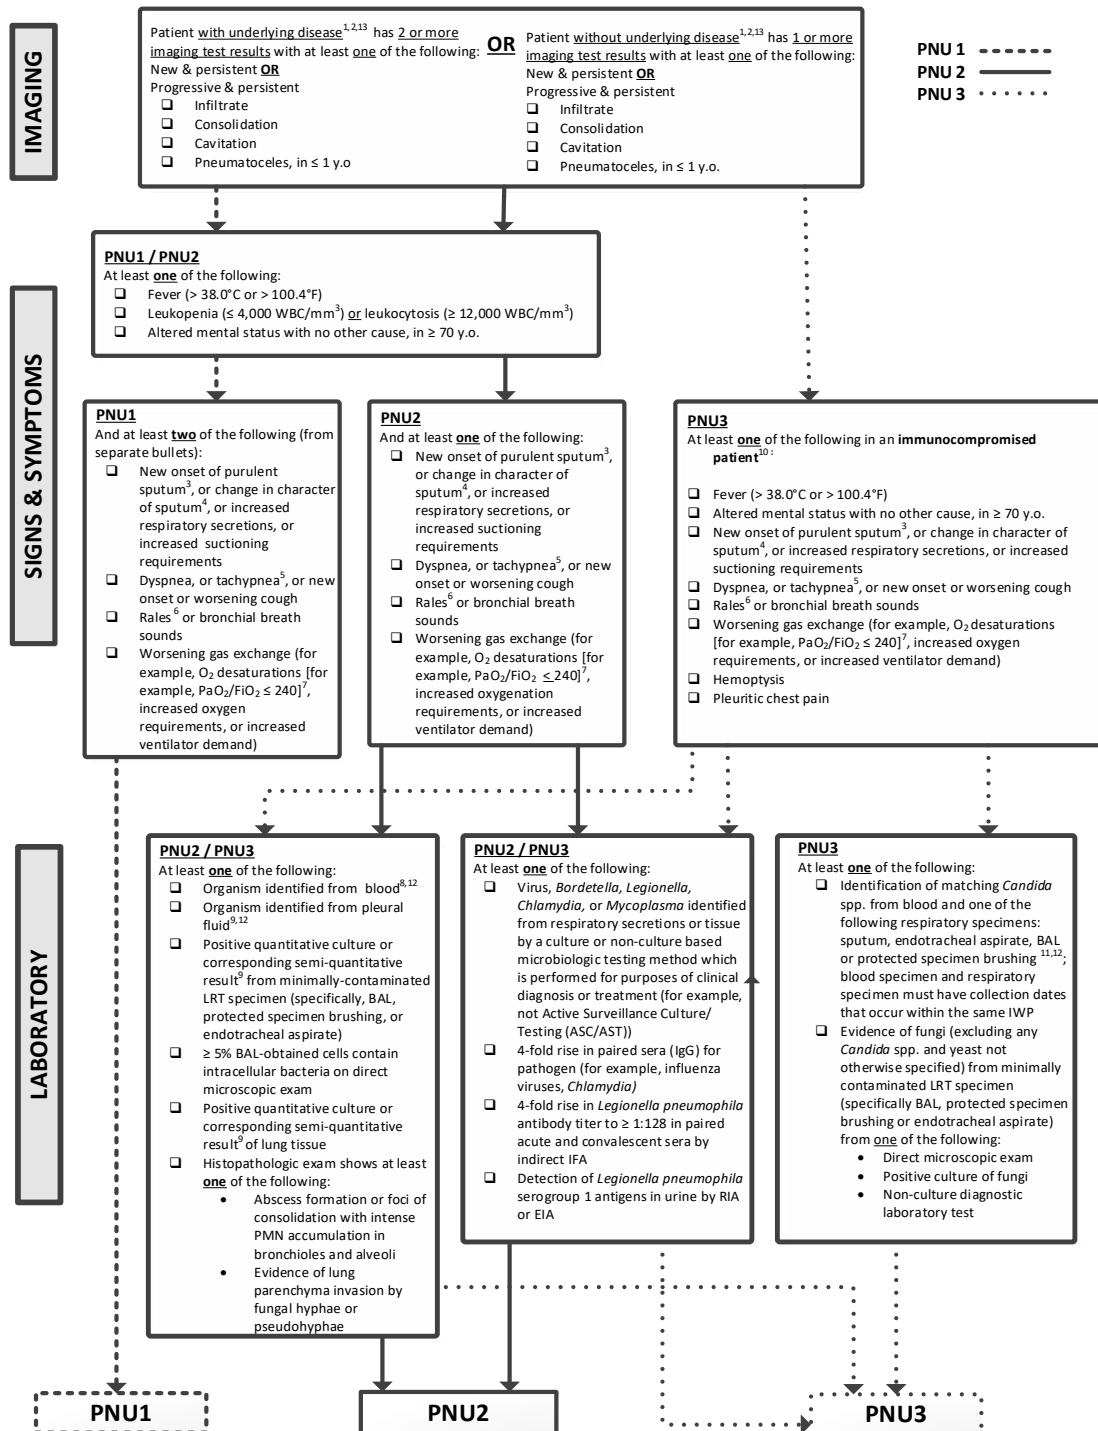 IMAGING
Patient with underlying disease1,2,13 has 2 or more
imaging test results with at least one of the following:
New & persistent OR
Progressive & persistent
❑ Infiltrate
❑ Consolidation
❑ Cavitation
❑ Pneumatoceles, in ≤ 1 y.o
OR
Patient without underlying disease1,2,13 has 1 or more
imaging test results with at least one of the following:
New & persistent OR
Progressive & persistent
❑ Infiltrate
❑ Consolidation
❑ Cavitation
❑ Pneumatoceles, in ≤ 1 y.o.
PNU 1
PNU 2
PNU 3
SIGNS & SYMPTOMS
PNU1 / PNU2
At least one of the following:
❑ Fever (> 38.0°C or > 100.4°F)
❑ Leukopenia (≤ 4,000 WBC/mm3) or leukocytosis (≥ 12,000 WBC/mm3)
❑ Altered mental status with no other cause, in ≥ 70 y.o.
PNU1
And at least two of the following (from
separate bullets):
❑ New onset of purulent
sputum3, or change in character
of sputum4, or increased
respiratory secretions, or
increased suctioning
requirements
❑ Dyspnea, or tachypnea5, or new
onset or worsening cough
❑ Rales6 or bronchial breath
sounds
❑ Worsening gas exchange (for
example, O2 desaturations [for
example, PaO2/FiO2 ≤ 240]7,
increased oxygen
requirements, or increased
ventilator demand)
PNU2
And at least one of the following:
❑ New onset of purulent sputum3,
or change in character of
sputum4, or increased
respiratory secretions, or
increased suctioning
requirements
❑ Dyspnea, or tachypnea5, or new
onset or worsening cough
❑ Rales6 or bronchial breath
sounds
❑ Worsening gas exchange (for
example, O2 desaturations [for
example, PaO2/FiO2 ≤ 240]7,
increased oxygenation
requirements, or increased
ventilator demand)
PNU3
At least one of the following in an immunocompromised
patient10 :
❑ Fever (> 38.0°C or > 100.4°F)
❑ Altered mental status with no other cause, in ≥ 70 y.o.
❑ New onset of purulent sputum3, or change in character of
sputum4, or increased respiratory secretions, or increased
suctioning requirements
❑ Dyspnea, or tachypnea5, or new onset or worsening cough
❑ Rales6 or bronchial breath sounds
❑ Worsening gas exchange (for example, O2 desaturations
[for example, PaO2/FiO2 ≤ 240]7, increased oxygen
requirements, or increased ventilator demand)
❑ Hemoptysis
❑ Pleuritic chest pain
LABORATORY
PNU2 / PNU3
At least one of the following:
❑ Organism identified from blood8,12
❑ Organism identified from pleural
fluid9,12
❑ Positive quantitative culture or
corresponding semi-quantitative
result9 from minimally-contaminated
LRT specimen (specifically, BAL,
protected specimen brushing, or
endotracheal aspirate)
❑ ≥ 5% BAL-obtained cells contain
intracellular bacteria on direct
microscopic exam
❑ Positive quantitative culture or
corresponding semi-quantitative
result9 of lung tissue
❑ Histopathologic exam shows at least
one of the following:
• Abscess formation or foci of
consolidation with intense
PMN accumulation in
bronchioles and alveoli
• Evidence of lung
parenchyma invasion by
fungal hyphae or
pseudohyphae
PNU2 / PNU3
At least one of the following:
❑ Virus, Bordetella, Legionella,
Chlamydia, or Mycoplasma identified
from respiratory secretions or tissue
by a culture or non-culture based
microbiologic testing method which
is performed for purposes of clinical
diagnosis or treatment (for example,
not Active Surveillance Culture/
Testing (ASC/AST))
❑ 4-fold rise in paired sera (IgG) for
pathogen (for example, influenza
viruses, Chlamydia)
❑ 4-fold rise in Legionella pneumophila
antibody titer to ≥ 1:128 in paired
acute and convalescent sera by
indirect IFA
❑ Detection of Legionella pneumophila
serogroup 1 antigens in urine by RIA
or EIA
PNU3
At least one of the following:
❑ Identification of matching Candida
spp. from blood and one of the
following respiratory specimens:
sputum, endotracheal aspirate, BAL
or protected specimen brushing 11,12;
blood specimen and respiratory
specimen must have collection dates
that occur within the same IWP
❑ Evidence of fungi (excluding any
Candida spp. and yeast not
otherwise specified) from minimally
contaminated LRT specimen
(specifically BAL, protected specimen
brushing or endotracheal aspirate)
from one of the following:
• Direct microscopic exam
• Positive culture of fungi
• Non-culture diagnostic
laboratory test
PNU1
PNU2
PNU3